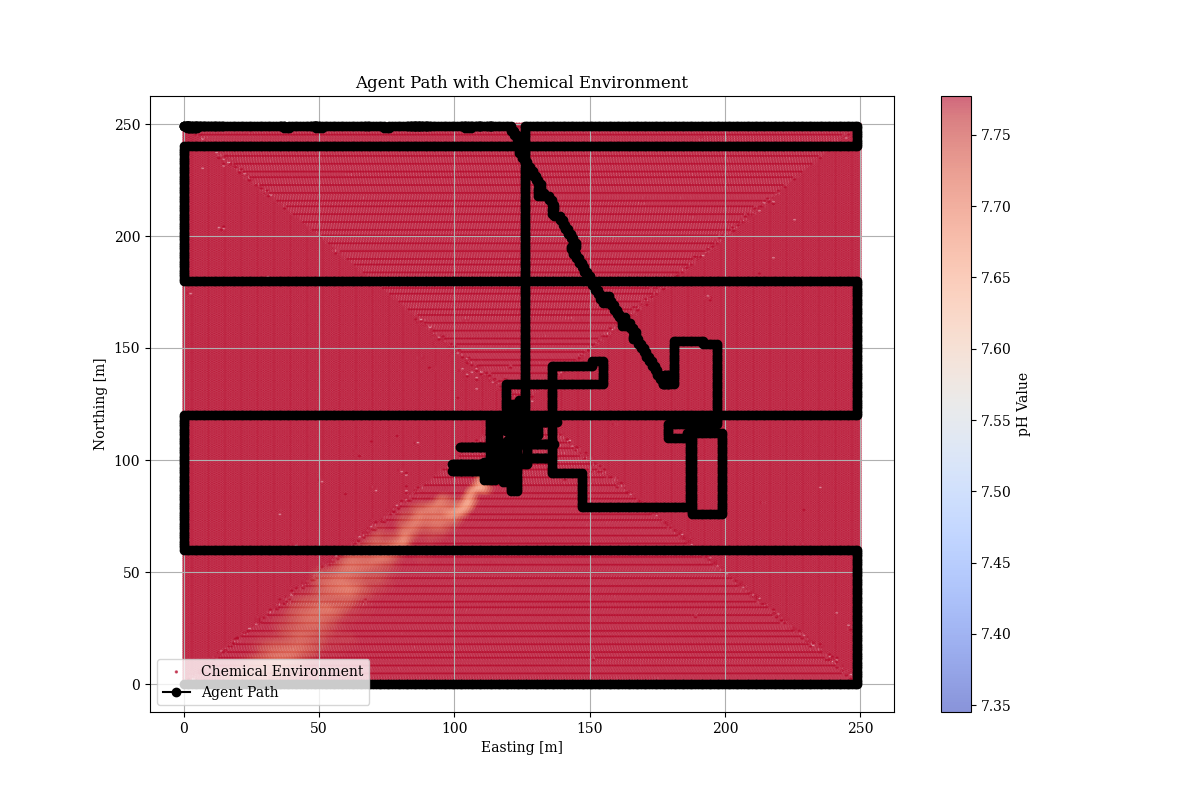 Agent Path with Chemical Environment
250
200
150
100
50
0
Northing [m]
0 50 100 150 200 250
Easting [m]
Chemical Environment
Agent Path
7.75
7.70
7.65
7.60
7.55
7.50
7.45
7.40
7.35
pH Value